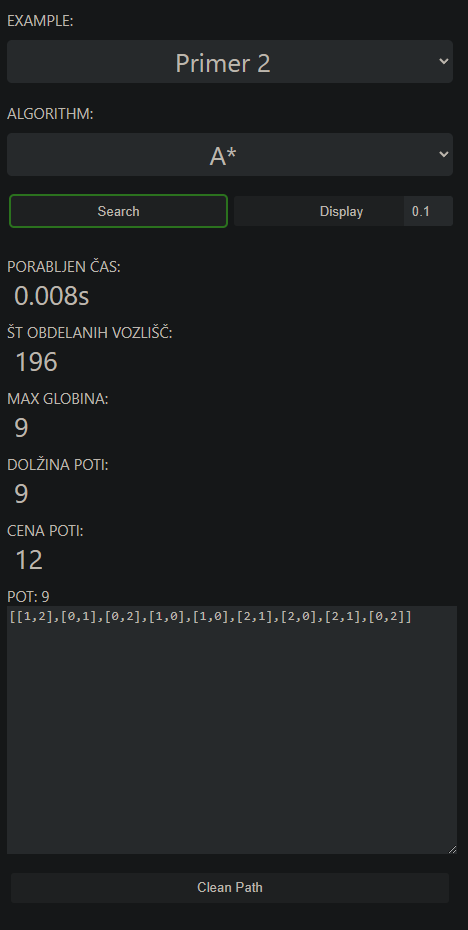 EXAMPLE:
Primer 2
ALGORITHM:
A*
Search Display 0.1
PORABLJEN ČAS:
0.008s
ŠT OBDELANIH VOZLIŠČ:
196
MAX GLOBINA:
9
DOLŽINA POTI:
9
CENA POTI:
12
POT: 9
[[1,2],[0,1],[0,2],[1,0],[1,0],[2,1],[2,0],[2,1],[0,2]]
Clean Path